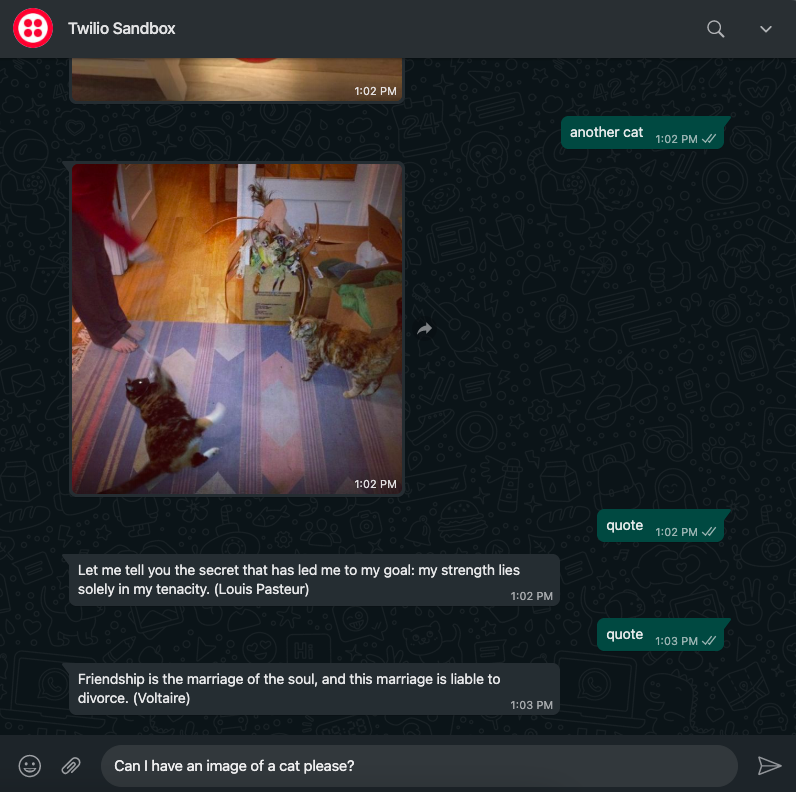 Twilio Sandbox
1:02 PM
another cat
1:02 PM
1:02 PM
quote
1:02 PM
Let me tell you the secret that has led me to my goal: my strength lies
solely in my tenacity. (Louis Pasteur)
1:02 PM
quote
1:03 PM
Friendship is the marriage of the soul, and this marriage is liable to
divorce. (Voltaire)
1:03 PM
Can I have an image of a cat please?